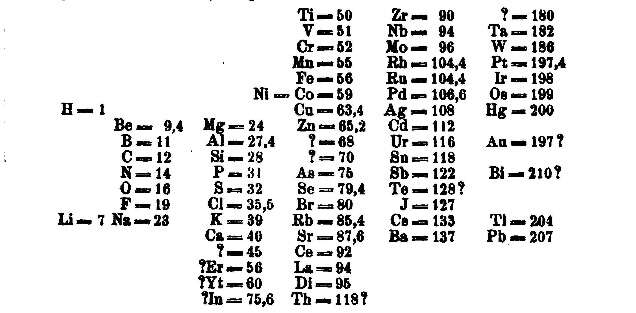 Ti = 50 Zr = 90 ? = 180
V = 51 Nb = 94 Ta = 182
Cr = 52 Mo = 96 W = 186
Mn = 55 Rh = 104,4 Pt = 197,4
Fe = 56 Ru = 104,4 Ir = 198
Ni = Co = 59 Pd = 106,6 Os = 199
H = 1 Cu = 63,4 Ag = 108 Hg = 200
Be = 9,4 Mg = 24 Zn = 65,2 Cd = 112
B = 11 Al = 27,4 ? = 68 Ur = 116 Au = 197?
C = 12 Si = 28 ? = 70 Sn = 118
N = 14 P = 31 As = 75 Sb = 122 Bi = 210?
O = 16 S = 32 Se = 79,4 Te = 128?
F = 19 Cl = 35,5 Br = 80 J = 127
Li = 7 Na = 23 K = 39 Rb = 85,4 Cs = 133 Tl = 204
Ca = 40 Sr = 87,6 Ba = 137 Pb = 207
? = 45 Ce = 92
?Er = 56 La = 94
?Yt = 60 Di = 95
?In = 75,6 Th = 118?